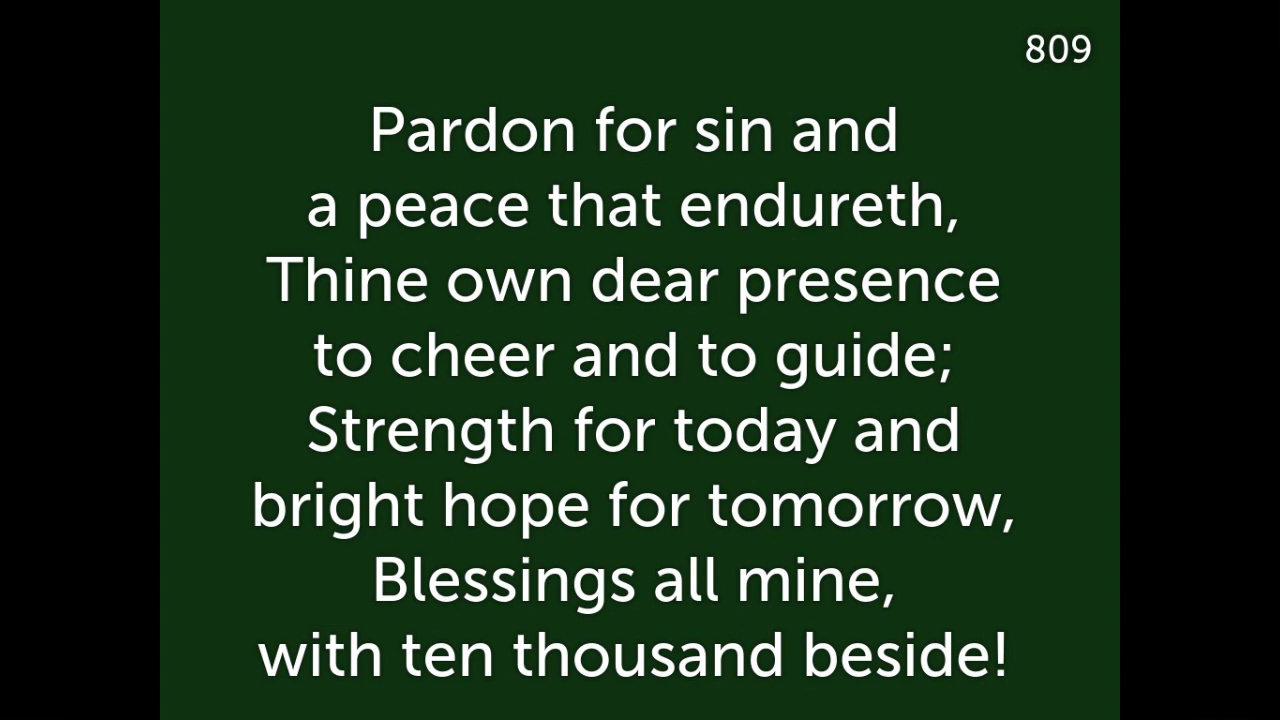 809
Pardon for sin and
a peace that endureth,
Thine own dear presence
to cheer and to guide;
Strength for today and
bright hope for tomorrow,
Blessings all mine,
with ten thousand beside!